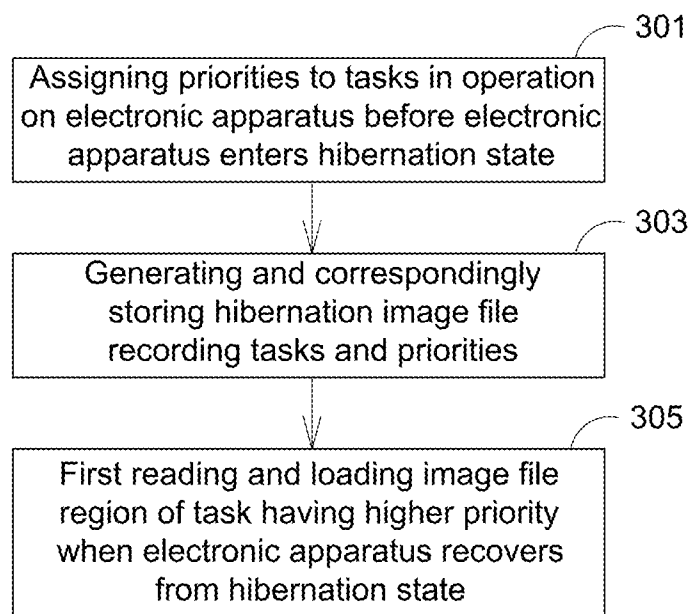 301
Assigning priorities to tasks in operation
on electronic apparatus before electronic
apparatus enters hibernation state
303
Generating and correspondingly
storing hibernation image file
recording tasks and priorities
305
First reading and loading image file
region of task having higher priority
when electronic apparatus recovers
from hibernation state